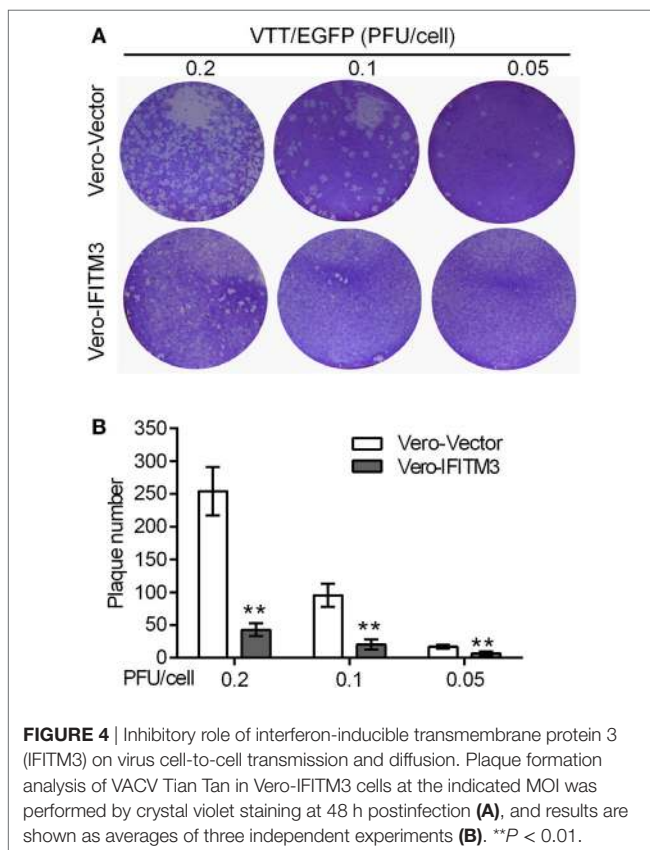 A
VTT/EGFP (PFU/cell)
0.2 0.1 0.05
Vero-Vector
Vero-IFITM3
B
Plaque number
350
300
250
200
150
100
50
0
Vero-Vector
Vero-IFITM3
** ** **
PFU/cell 0.2 0.1 0.05
FIGURE 4 | Inhibitory role of interferon-inducible transmembrane protein 3
(IFITM3) on virus cell-to-cell transmission and diffusion. Plaque formation
analysis of VACV Tian Tan in Vero-IFITM3 cells at the indicated MOI was
performed by crystal violet staining at 48 h postinfection (A), and results are
shown as averages of three independent experiments (B). **P < 0.01.